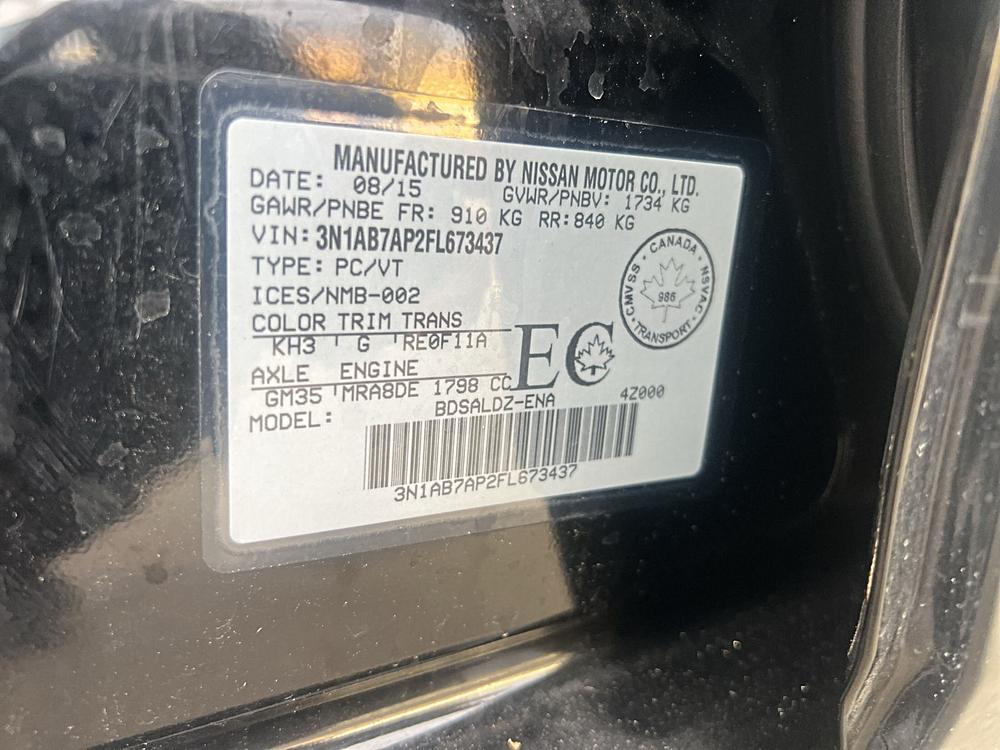 MANUFACTURED BY NISSAN MOTOR CO., LTD.
DATE: 08/15 GVWR/PNBV: 1734 KG
GAWR/PNBE FR: 910 KG RR: 840 KG
VIN: 3N1AB7AP2FL673437
TYPE: PC/VT
ICES/NMB-002
COLOR TRIM TRANS
KH3 G RE0F11A
AXLE ENGINE
GM35 MRA8DE 1798 CC
MODEL: BDSALDZ-ENA 4Z000
3N1AB7AP2FL673437
EC
CANADA
CMVSS NSVAC
986
TRANSPORT